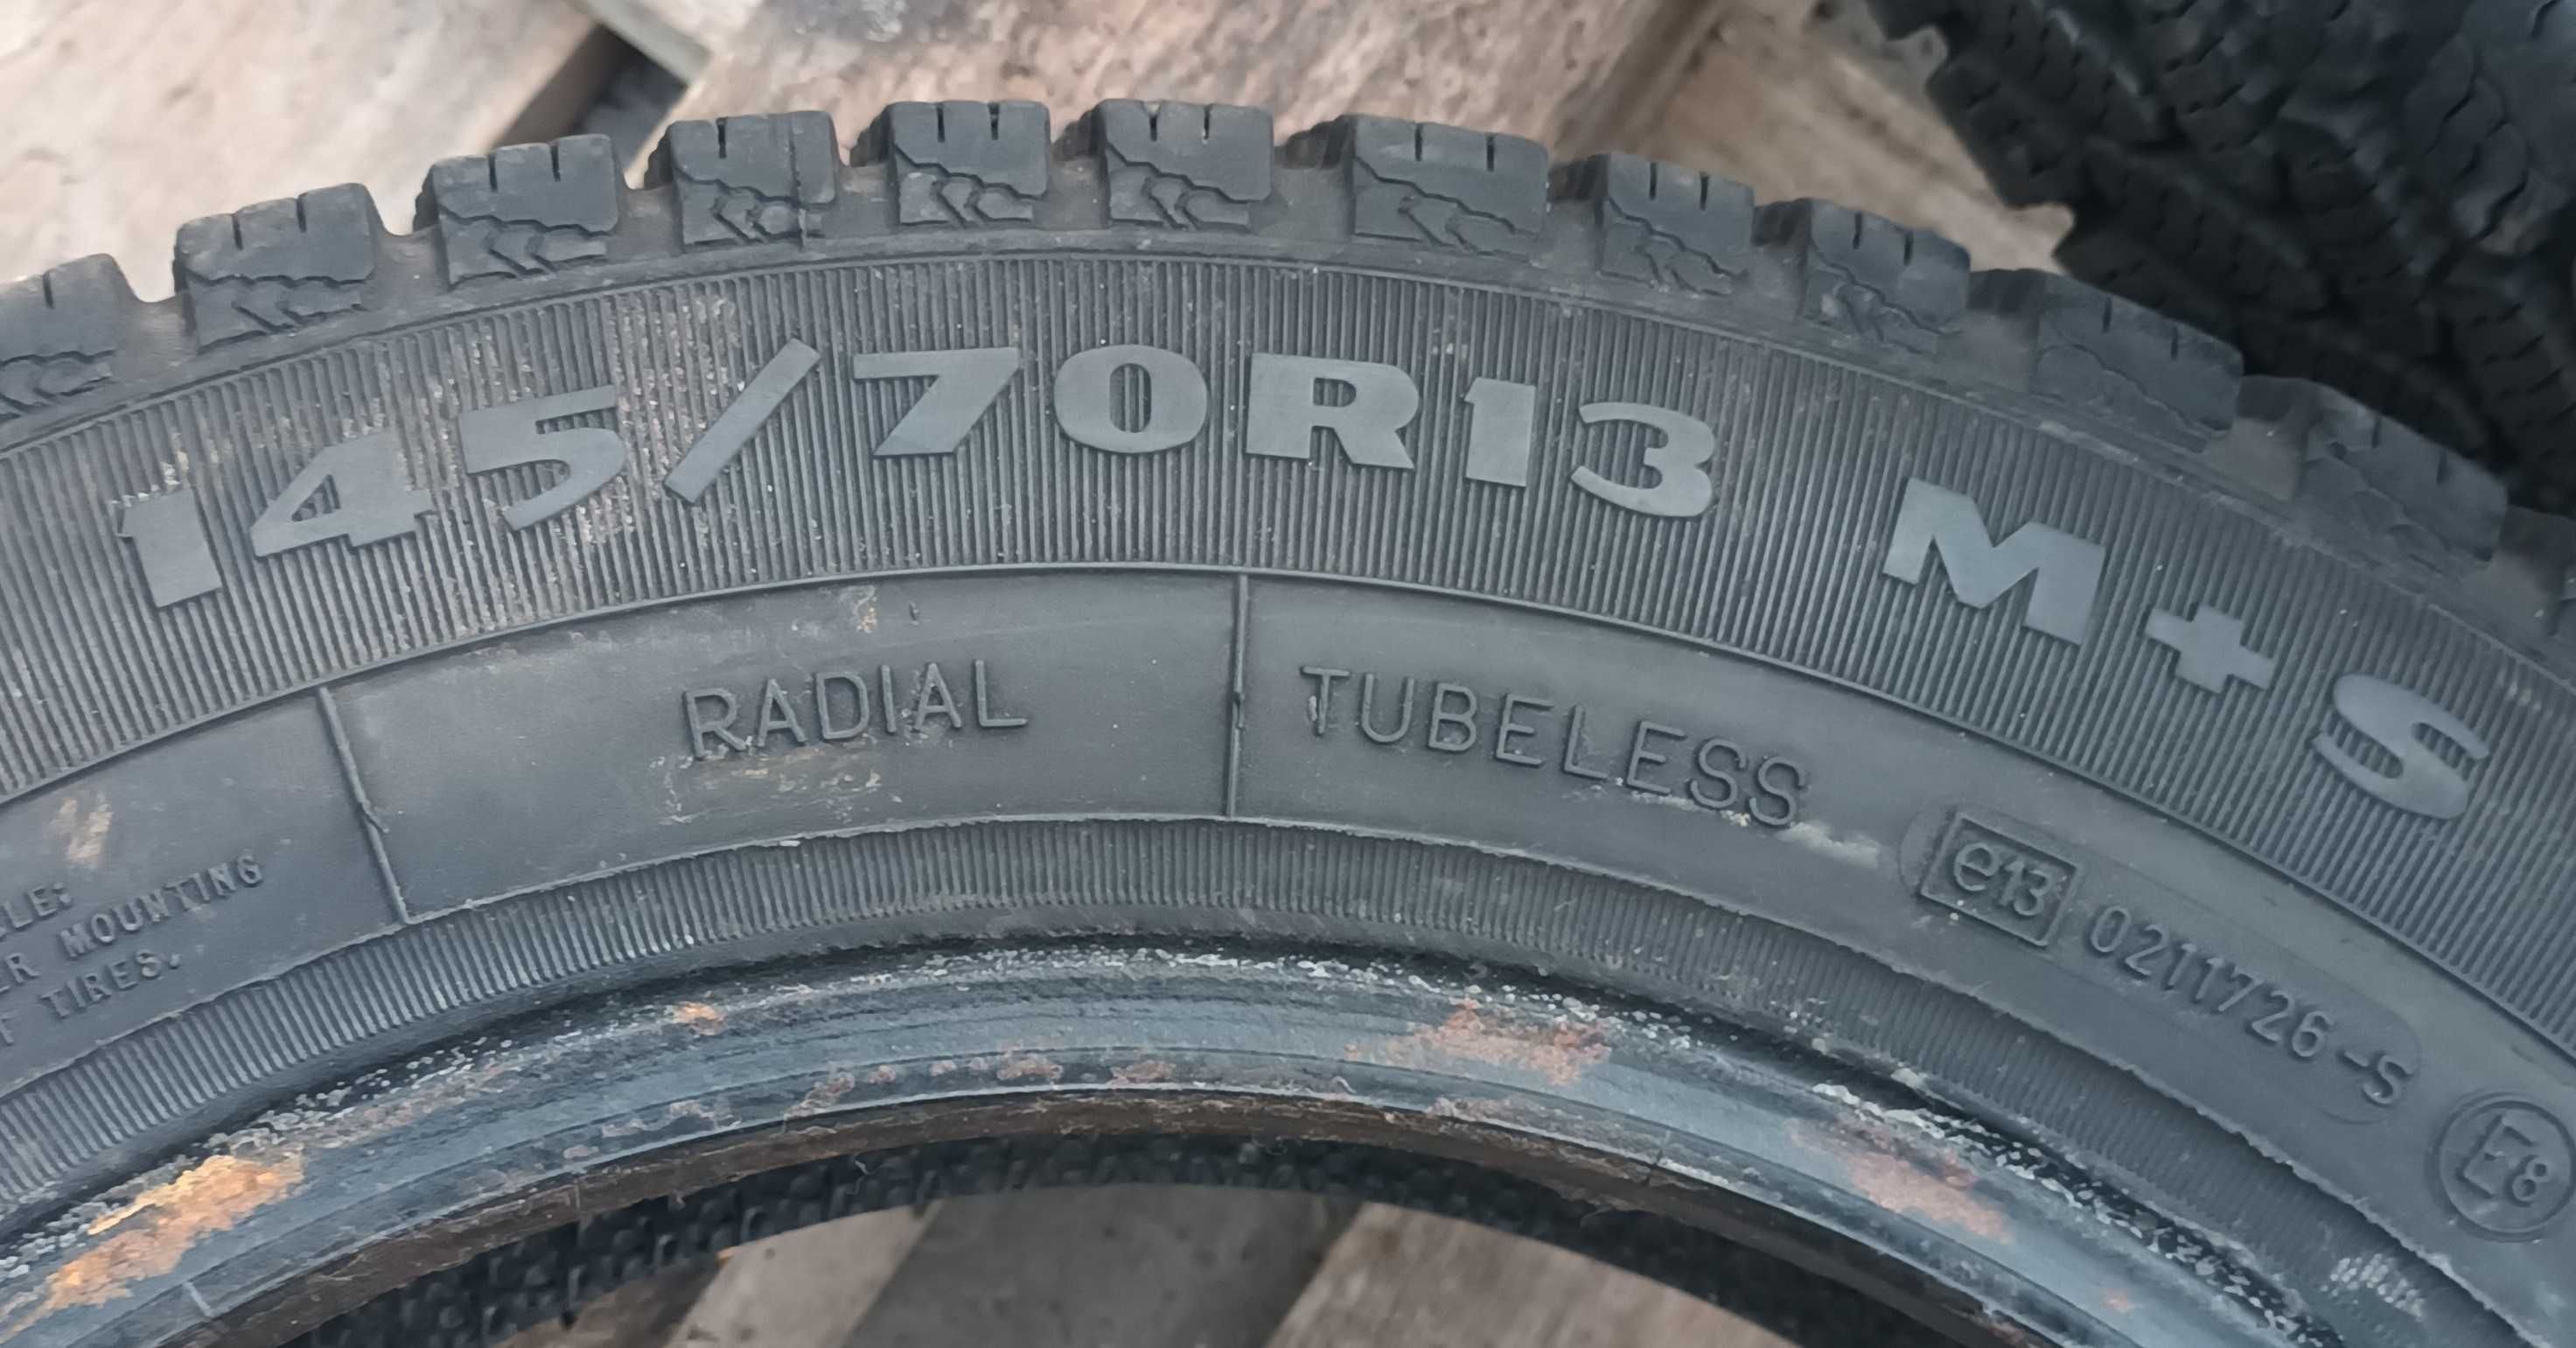 145/70R13 M+S
RADIAL
TUBELESS
e13 0211726-S
E8
MOUNTING
TIRES.